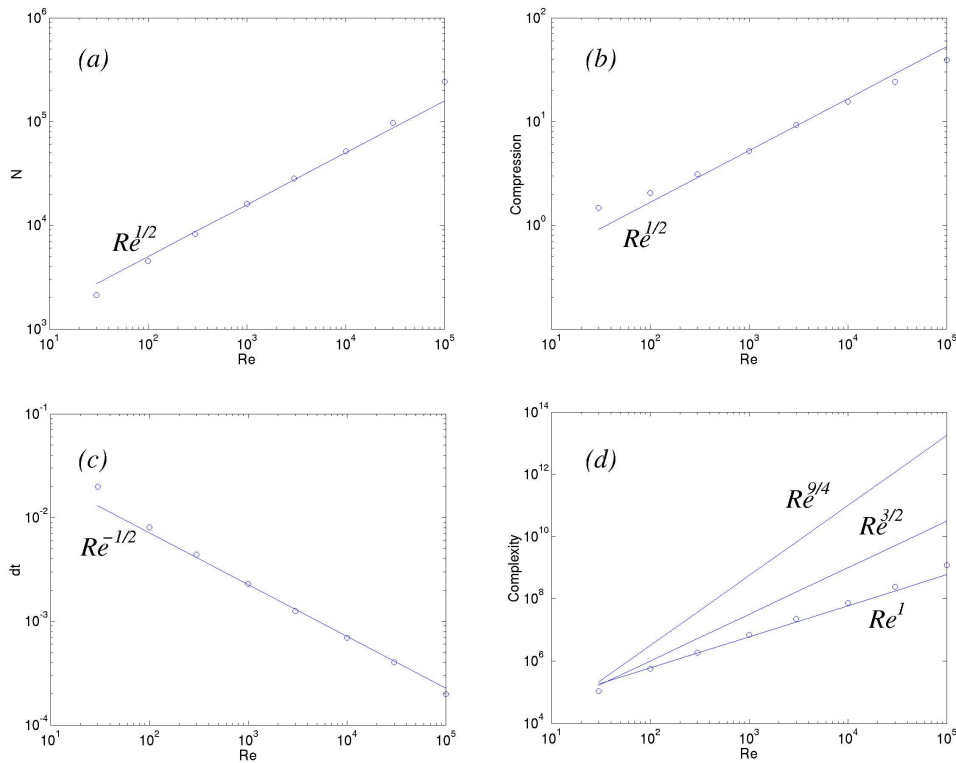 (a)
10^6
10^5
10^4
10^3
N
Re^{1/2}
10^1 10^2 10^3 10^4 10^5
Re
(b)
10^2
10^1
10^0
Compression
Re^{1/2}
10^1 10^2 10^3 10^4 10^5
Re
(c)
10^{-1}
10^{-2}
10^{-3}
10^{-4}
dt
Re^{-1/2}
10^1 10^2 10^3 10^4 10^5
Re
(d)
10^{14}
10^{12}
10^{10}
10^8
10^6
10^4
Complexity
Re^{9/4}
Re^{3/2}
Re^1
10^1 10^2 10^3 10^4 10^5
Re